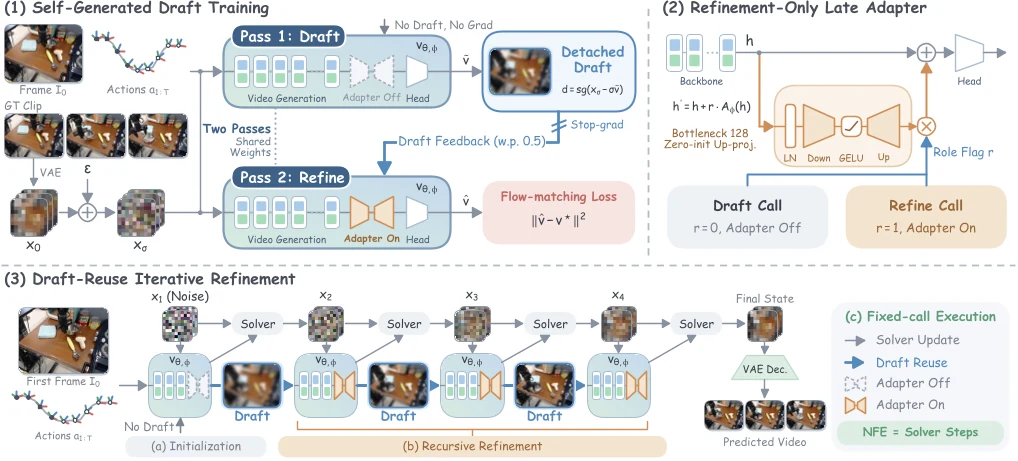 (1) Self-Generated Draft Training
No Draft, No Grad
Pass 1: Draft
vθ,φ
Video Generation
Adapter Off
Head
ṽ
Detached
Draft
d = sg(xσ − σṽ)
Stop-grad
Frame I₀
Actions a₁:T
GT Clip
VAE
ε
x₀
xσ
Two Passes
Shared
Weights
Draft Feedback (w.p. 0.5)
Pass 2: Refine
vθ,φ
Video Generation
Adapter On
Head
v̂
Flow-matching Loss
‖v̂ − v*‖²
(2) Refinement-Only Late Adapter
h
Backbone
Head
h' = h + r · Aφ(h)
Bottleneck 128
Zero-init Up-proj.
LN
Down
GELU
Up
Role Flag r
Draft Call
r = 0, Adapter Off
Refine Call
r = 1, Adapter On
(3) Draft-Reuse Iterative Refinement
x₁ (Noise)
x₂
x₃
x₄
Final State
Solver
Solver
Solver
Solver
vθ,φ
vθ,φ
vθ,φ
vθ,φ
First Frame I₀
Actions a₁:T
No Draft
Draft
Draft
Draft
(a) Initialization
(b) Recursive Refinement
VAE Dec.
Predicted Video
(c) Fixed-call Execution
Solver Update
Draft Reuse
Adapter Off
Adapter On
NFE = Solver Steps